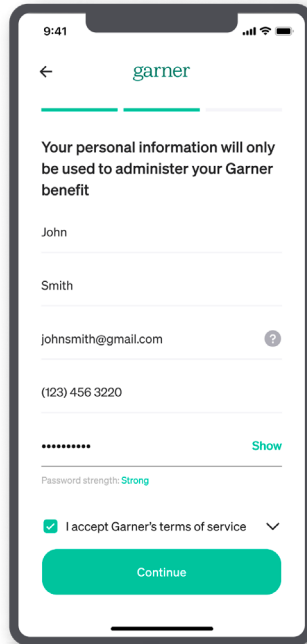 9:41
garner
Your personal information will only
be used to administer your Garner
benefit
John
Smith
johnsmith@gmail.com ?
(123) 456 3220
•••••••••• Show
Password strength: Strong
I accept Garner's terms of service
Continue